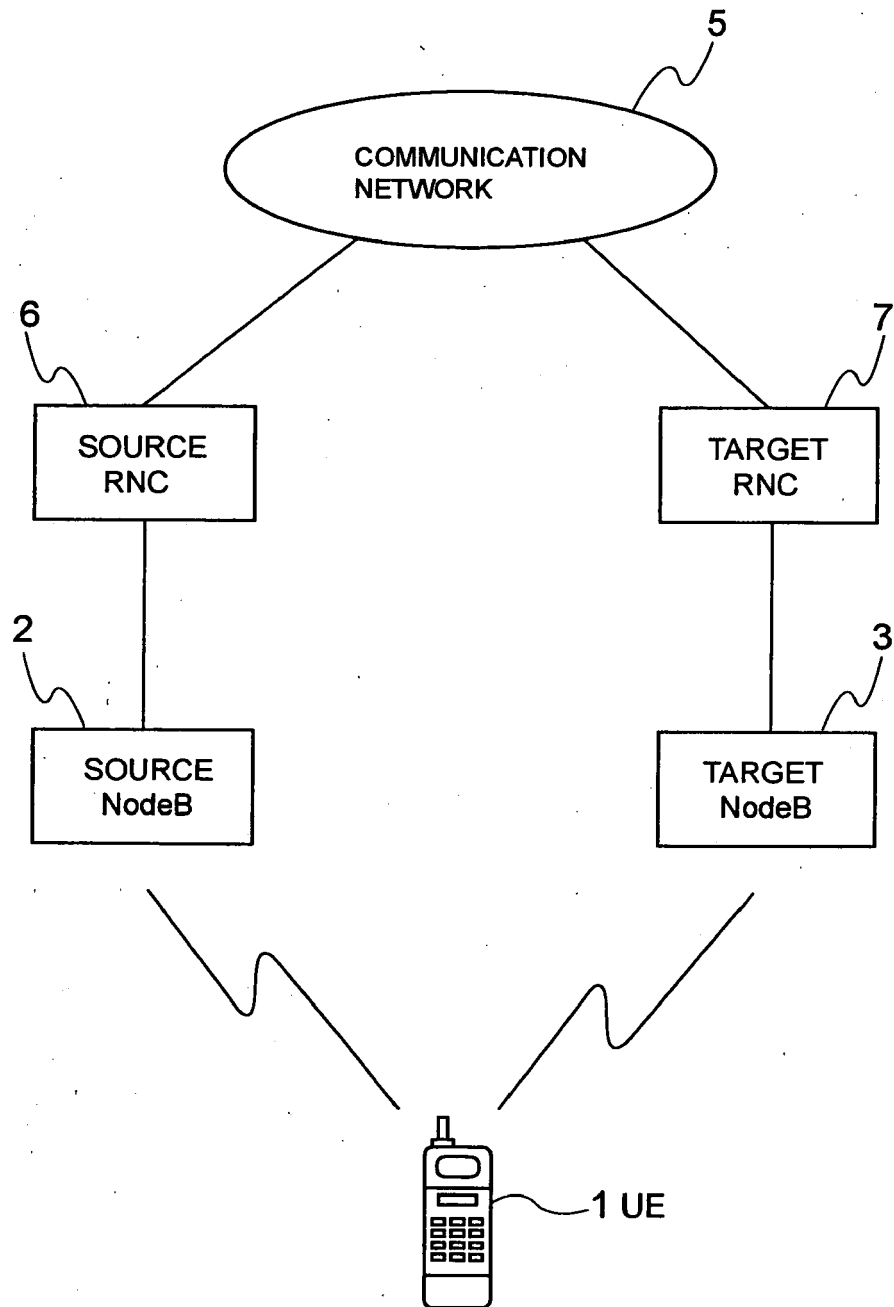 5
COMMUNICATION
NETWORK
6
7
SOURCE
RNC
TARGET
RNC
2
3
SOURCE
NodeB
TARGET
NodeB
1 UE